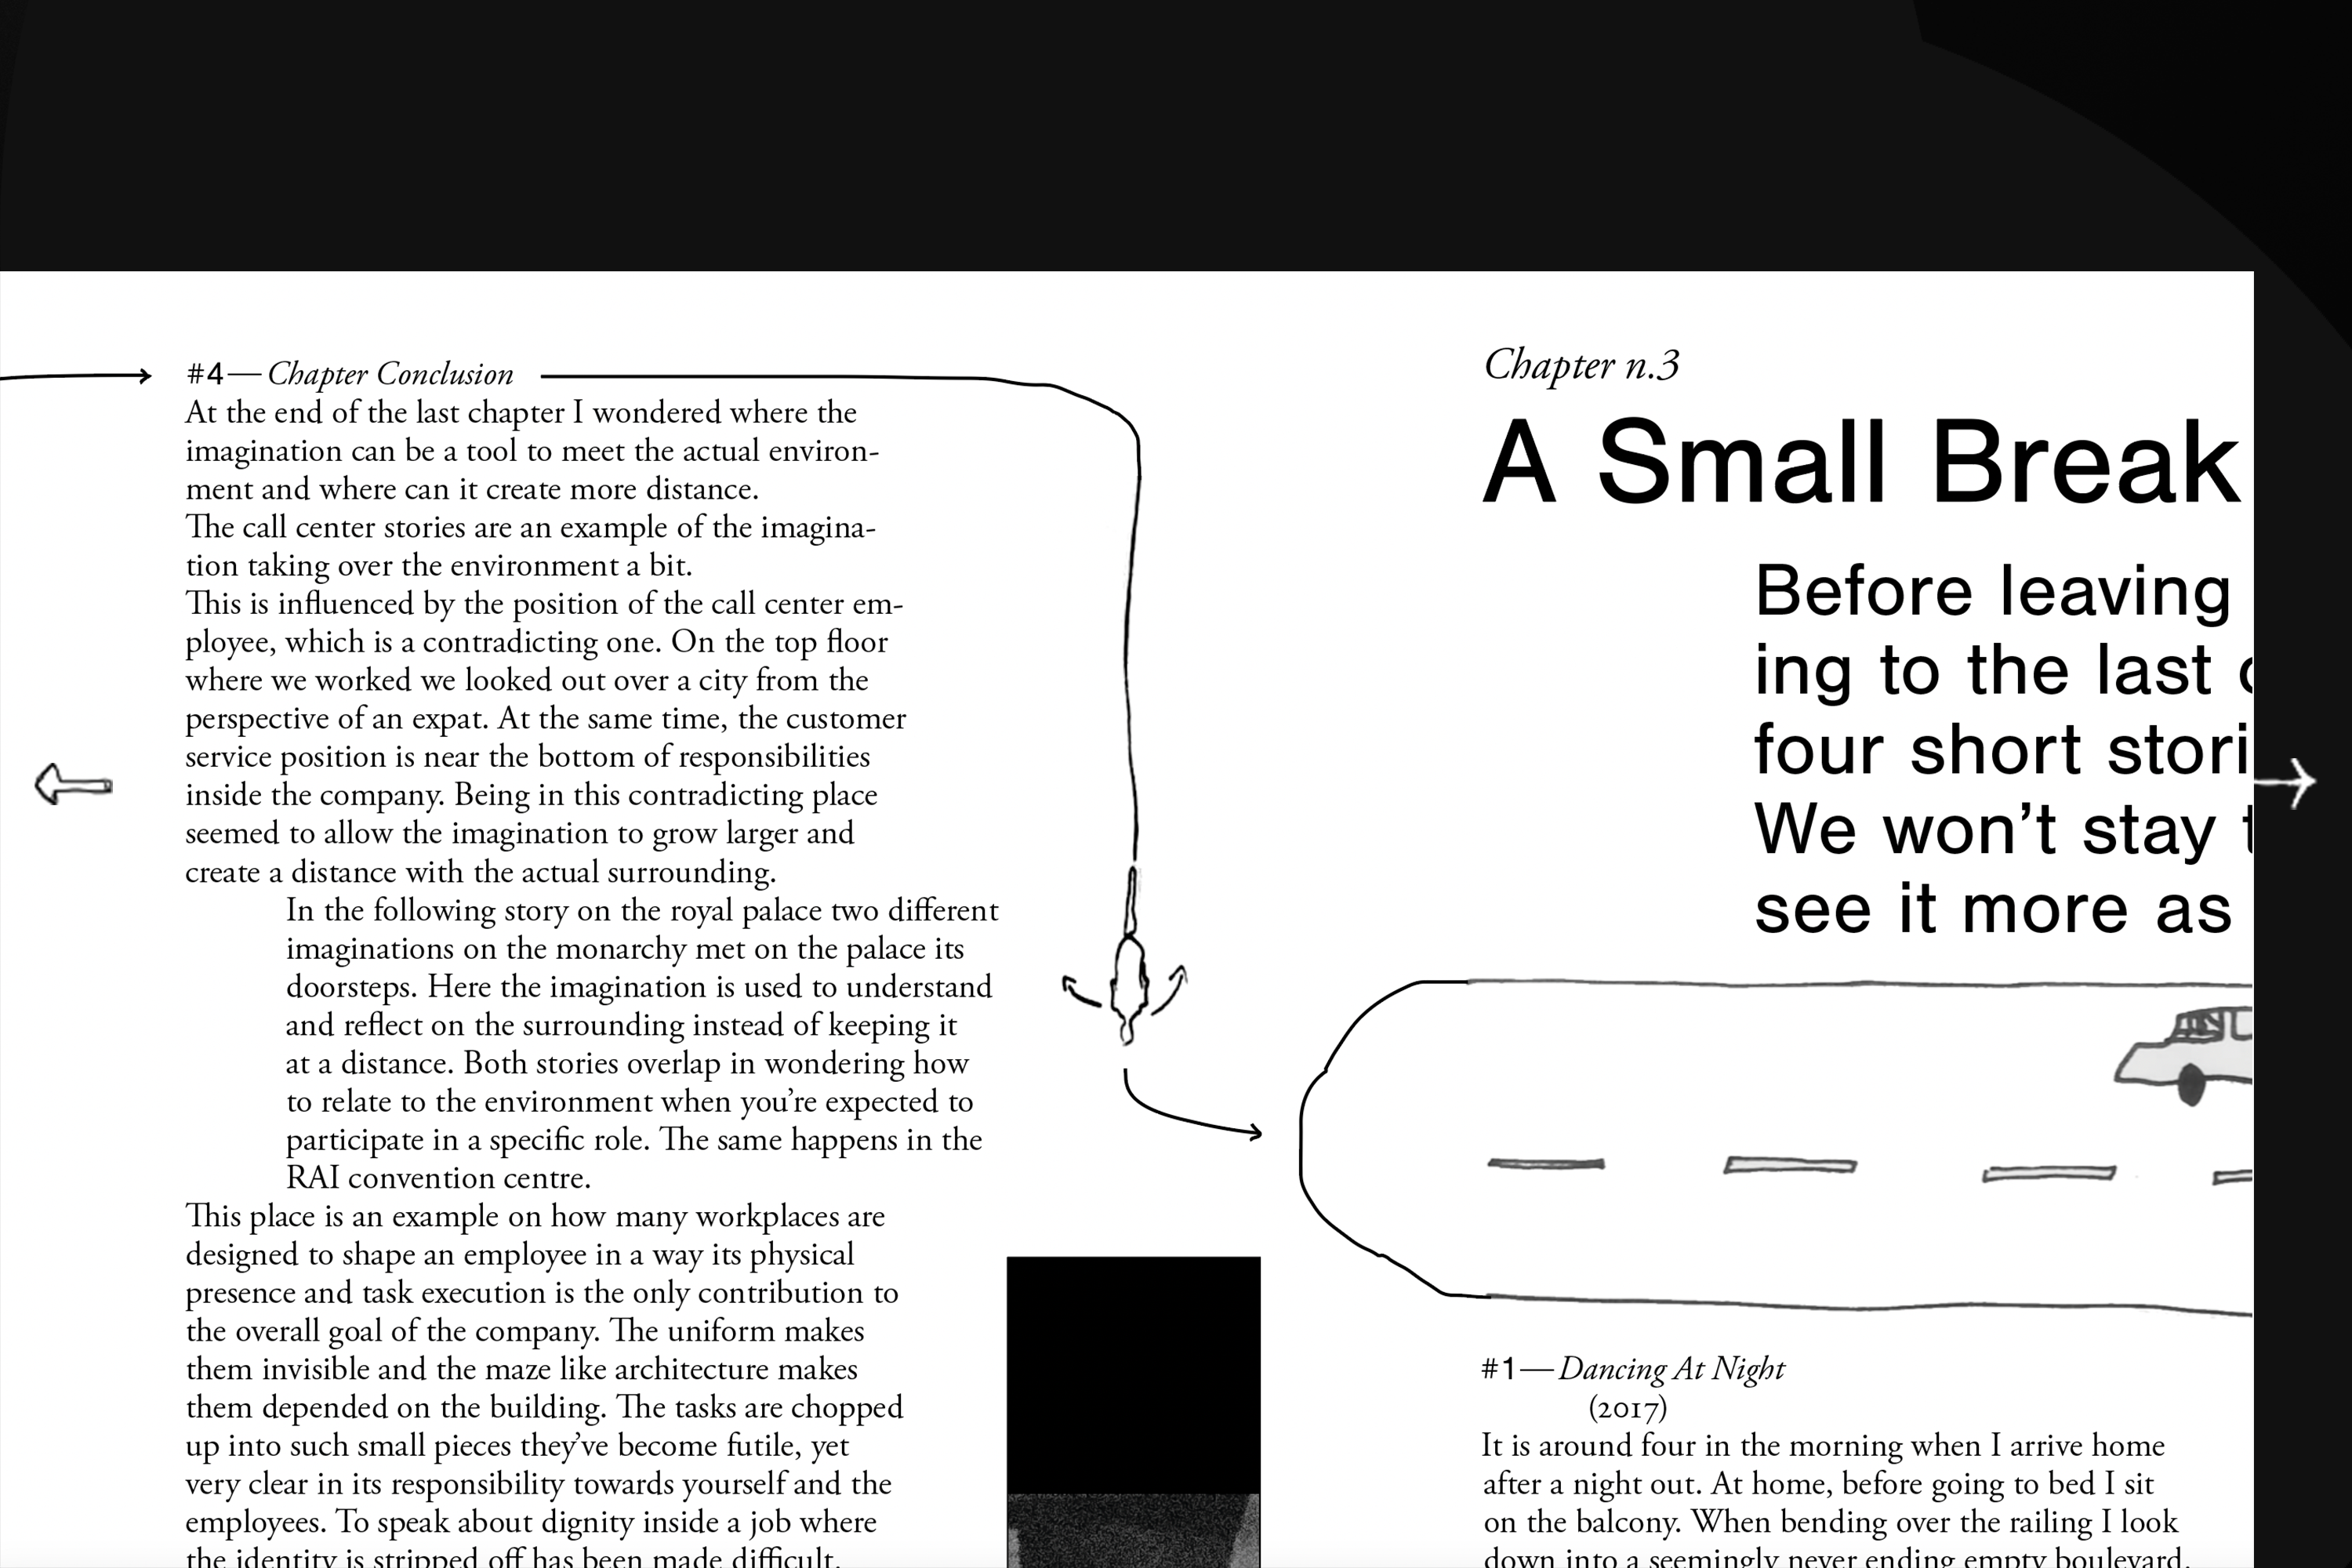 #4— Chapter Conclusion
At the end of the last chapter I wondered where the
imagination can be a tool to meet the actual environ-
ment and where can it create more distance.
The call center stories are an example of the imagina-
tion taking over the environment a bit.
This is influenced by the position of the call center em-
ployee, which is a contradicting one. On the top floor
where we worked we looked out over a city from the
perspective of an expat. At the same time, the customer
service position is near the bottom of responsibilities
inside the company. Being in this contradicting place
seemed to allow the imagination to grow larger and
create a distance with the actual surrounding.
In the following story on the royal palace two different
imaginations on the monarchy met on the palace its
doorsteps. Here the imagination is used to understand
and reflect on the surrounding instead of keeping it
at a distance. Both stories overlap in wondering how
to relate to the environment when you're expected to
participate in a specific role. The same happens in the
RAI convention centre.
This place is an example on how many workplaces are
designed to shape an employee in a way its physical
presence and task execution is the only contribution to
the overall goal of the company. The uniform makes
them invisible and the maze like architecture makes
them depended on the building. The tasks are chopped
up into such small pieces they've become futile, yet
very clear in its responsibility towards yourself and the
employees. To speak about dignity inside a job where
the identity is stripped off has been made difficult.
Chapter n.3
A Small Break
Before leaving
ing to the last
four short stori
We won't stay
see it more as
#1—Dancing At Night
(2017)
It is around four in the morning when I arrive home
after a night out. At home, before going to bed I sit
on the balcony. When bending over the railing I look
down into a seemingly never ending empty boulevard.